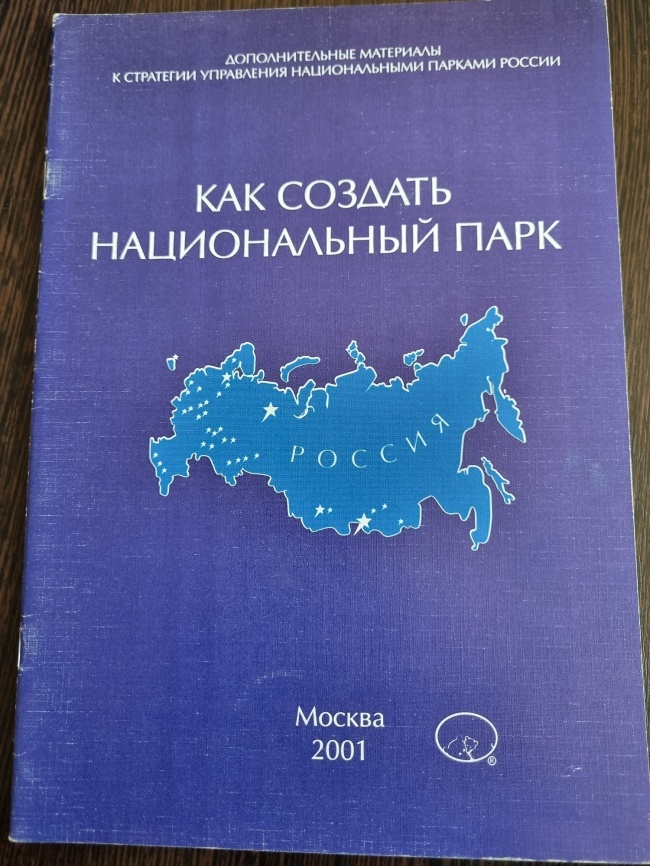 ДОПОЛНИТЕЛЬНЫЕ МАТЕРИАЛЫ
К СТРАТЕГИИ УПРАВЛЕНИЯ НАЦИОНАЛЬНЫМИ ПАРКАМИ РОССИИ
КАК СОЗДАТЬ
НАЦИОНАЛЬНЫЙ ПАРК
РОССИЯ
Москва
2001
®